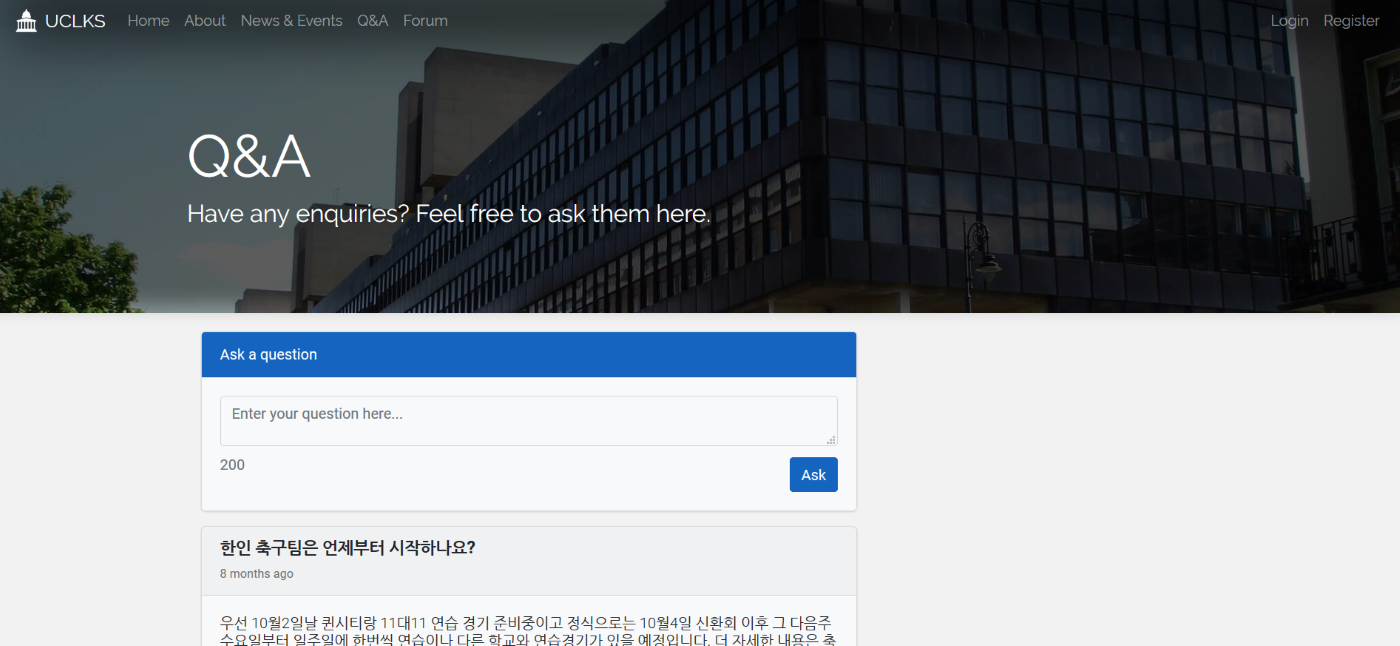 UCLKS Home About News & Events Q&A Forum Login Register
Q&A
Have any enquiries? Feel free to ask them here.
Ask a question
Enter your question here...
200
Ask
한인 축구팀은 언제부터 시작하나요?
8 months ago
우선 10월2일날 퀸시티랑 11대11 연습 경기 준비중이고 정식으로는 10월4일 신환회 이후 그 다음주
수요일부터 일주일에 한번씩 연습이나 다른 학교와 연습경기가 있을 예정입니다. 더 자세한 내용은 축